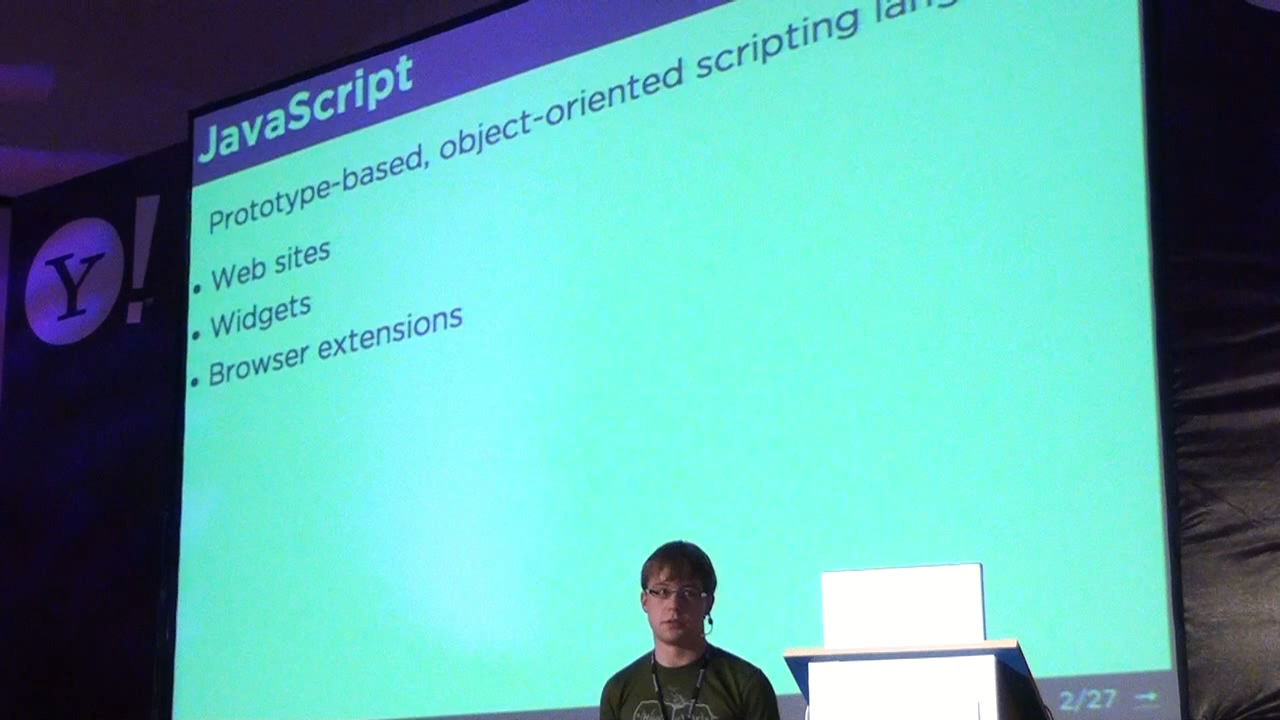 JavaScript
Prototype-based, object-oriented scripting
• Web sites
• Widgets
• Browser extensions
Y!
2/27 →